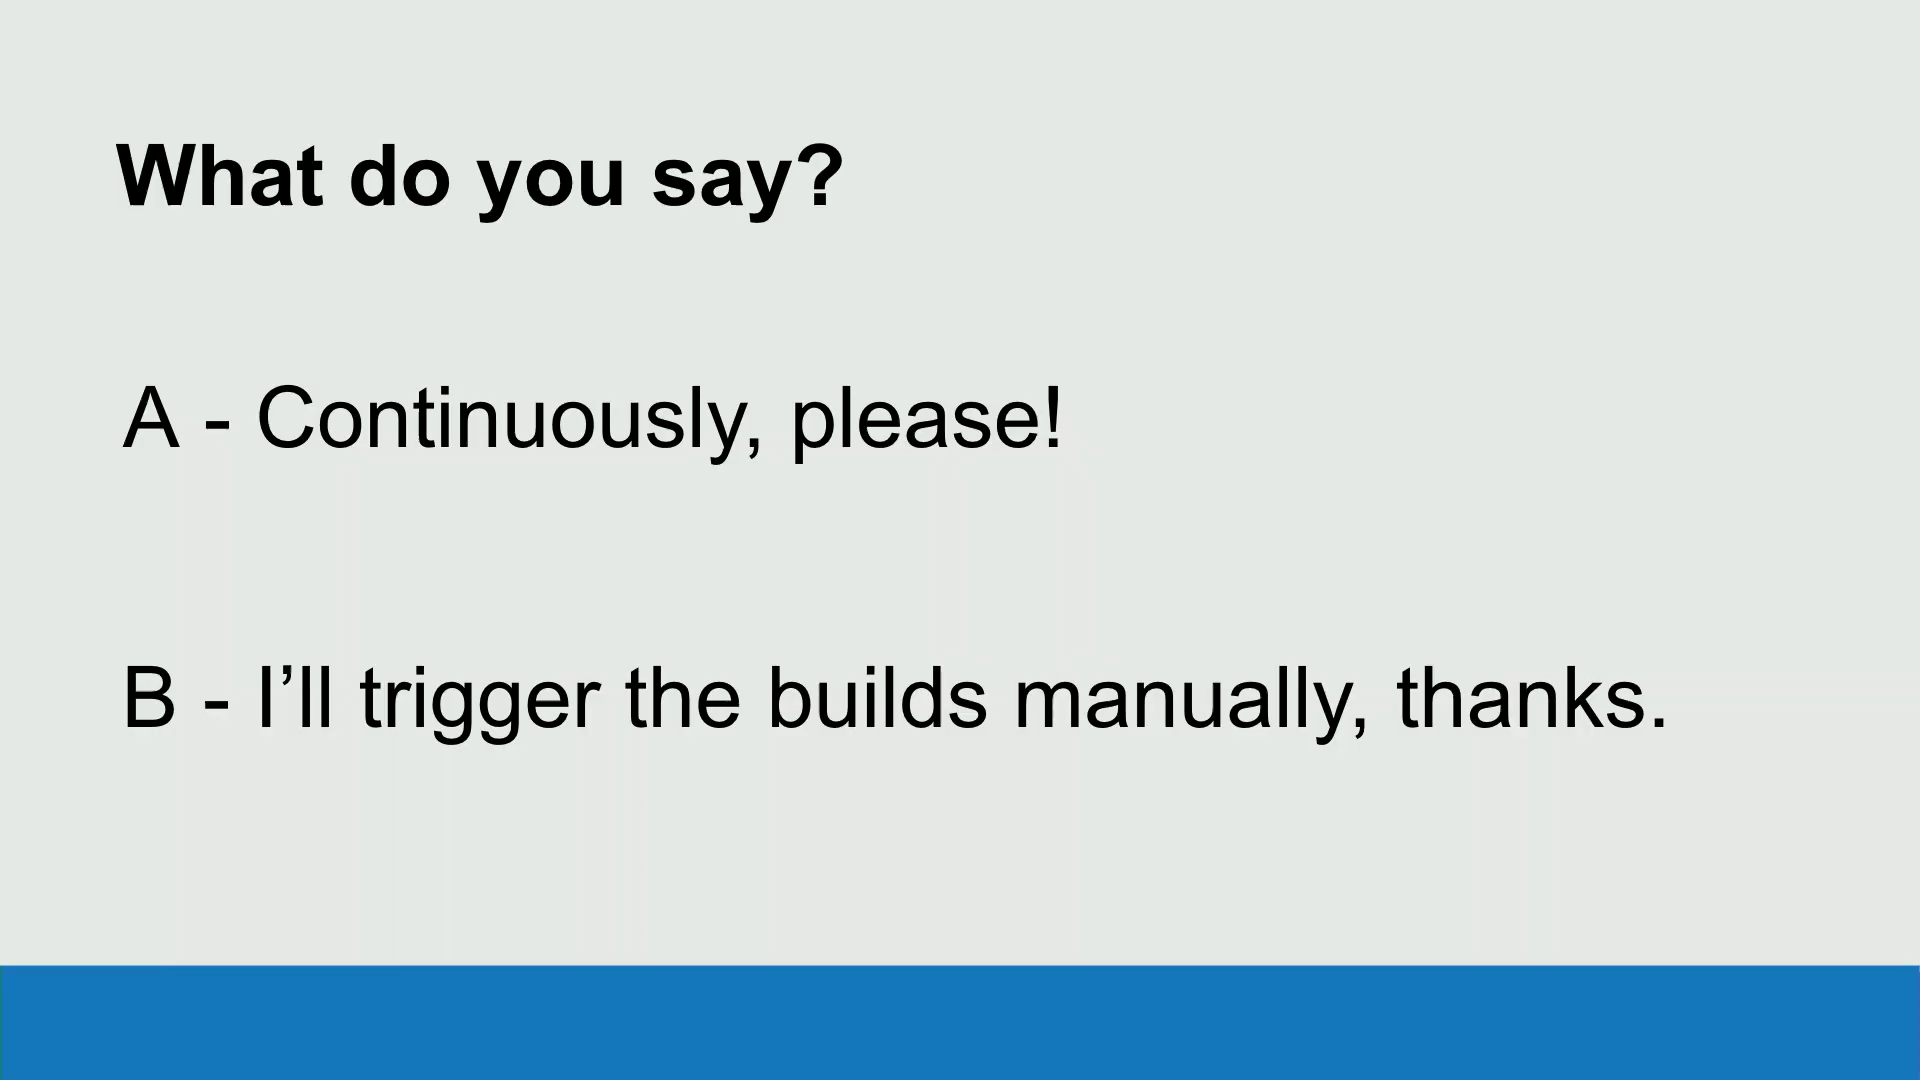 What do you say?
A - Continuously, please!
B - I’ll trigger the builds manually, thanks.